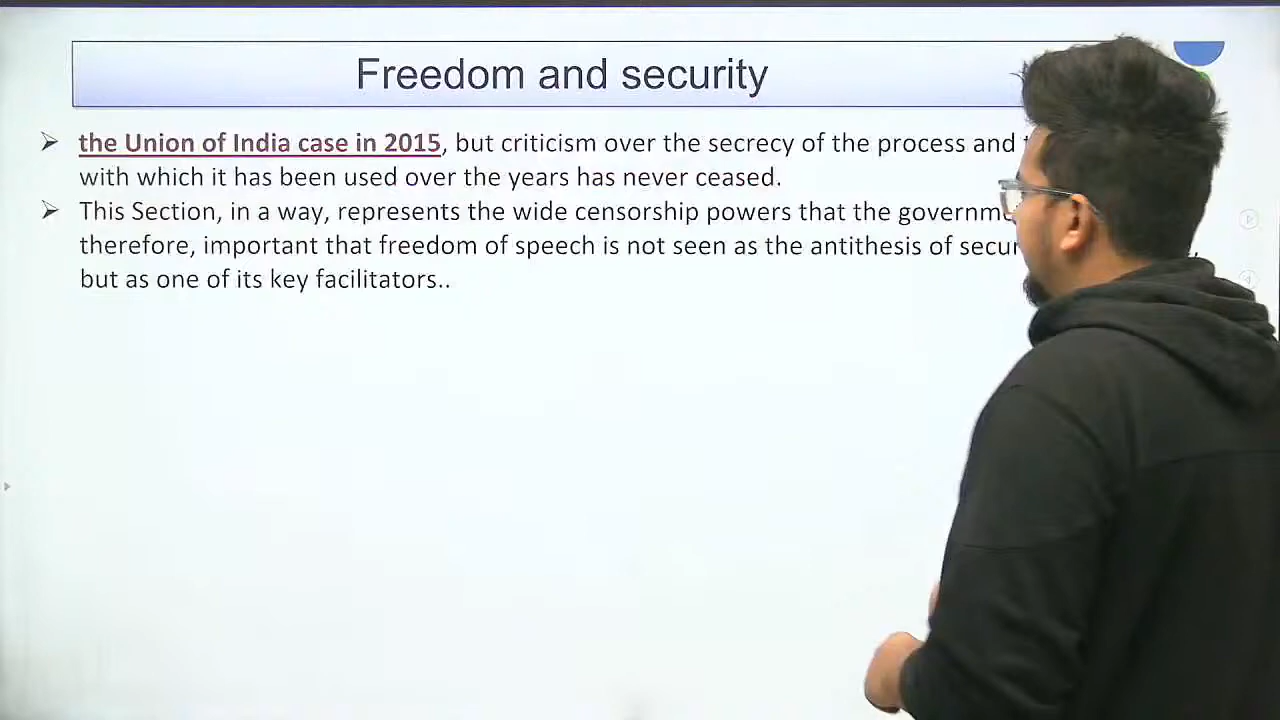 Freedom and security
➢ the Union of India case in 2015, but criticism over the secrecy of the process and
with which it has been used over the years has never ceased.
➢ This Section, in a way, represents the wide censorship powers that the
therefore, important that freedom of speech is not seen as the antithesis of
but as one of its key facilitators..